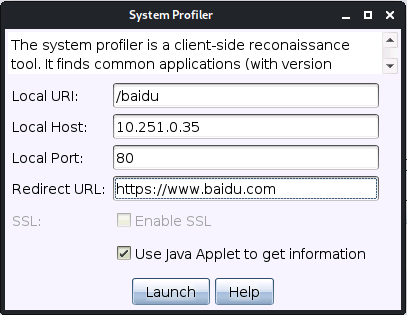 System Profiler
The system profiler is a client-side reconaissance
tool. It finds common applications (with version
Local URI: /baidu
Local Host: 10.251.0.35
Local Port: 80
Redirect URL: https://www.baidu.com
SSL: Enable SSL
Use Java Applet to get information
Launch Help